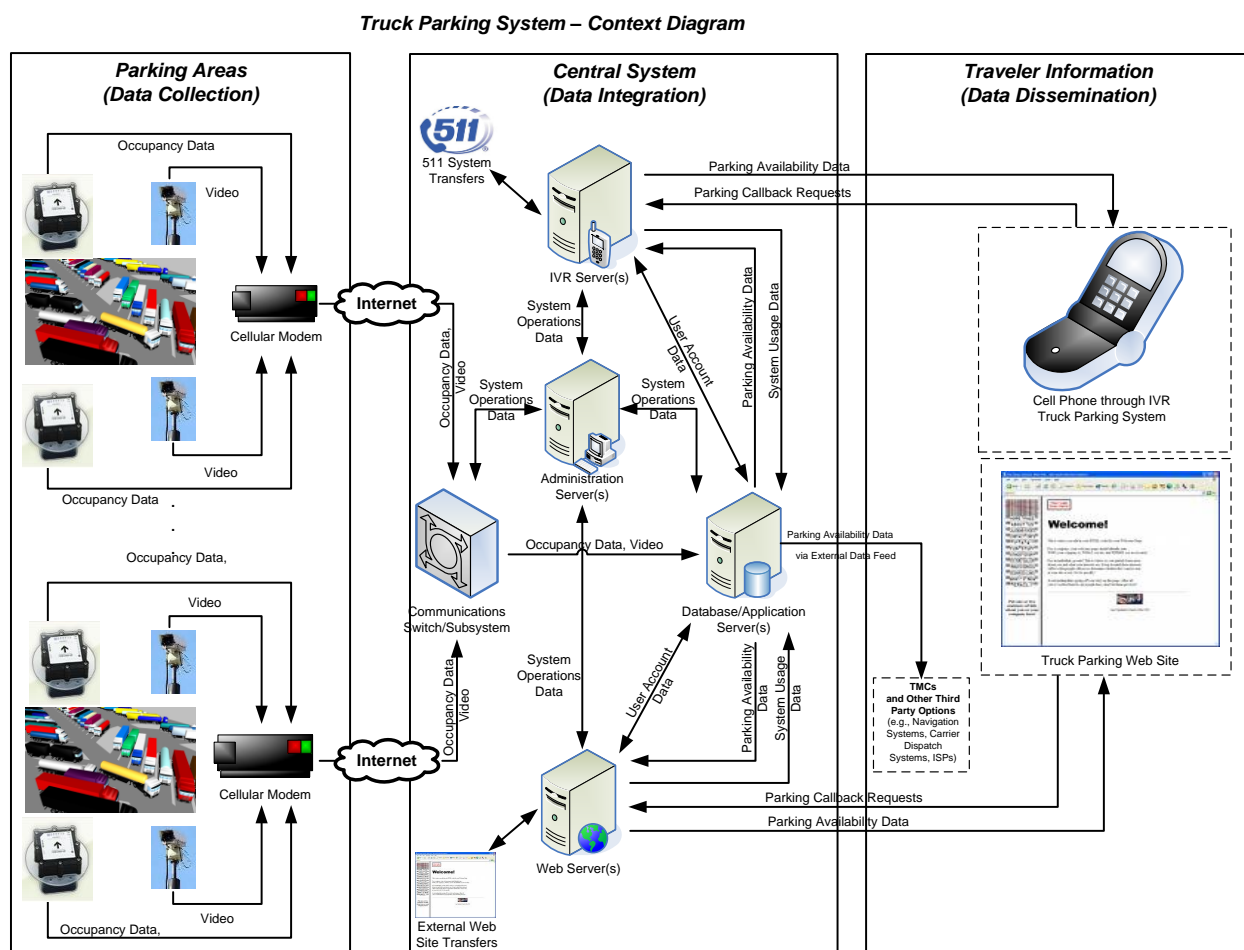 Truck Parking System – Context Diagram
Parking Areas
(Data Collection)
Occupancy Data
Video
Cellular Modem
Internet
Video
Occupancy Data
.
.
.
Occupancy Data,
Video
Cellular Modem
Internet
Video
Occupancy Data,
Central System
(Data Integration)
511
511 System
Transfers
IVR Server(s)
System
Operations
Data
User Account
Data
Parking Availability Data
System Usage Data
Occupancy Data,
Video
System
Operations
Data
System
Operations
Data
Administration
Server(s)
Communications
Switch/Subsystem
Occupancy Data, Video
Database/Application
Server(s)
Parking Availability Data
via External Data Feed
Occupancy Data,
Video
System
Operations
Data
User Account
Data
Parking Availability
Data
System Usage
Data
Web Server(s)
Welcome!
External Web
Site Transfers
Traveler Information
(Data Dissemination)
Parking Availability Data
Parking Callback Requests
Cell Phone through IVR
Truck Parking System
Welcome!
Truck Parking Web Site
TMCs
and Other Third
Party Options
(e.g., Navigation
Systems, Carrier
Dispatch
Systems, ISPs)
Parking Callback Requests
Parking Availability Data